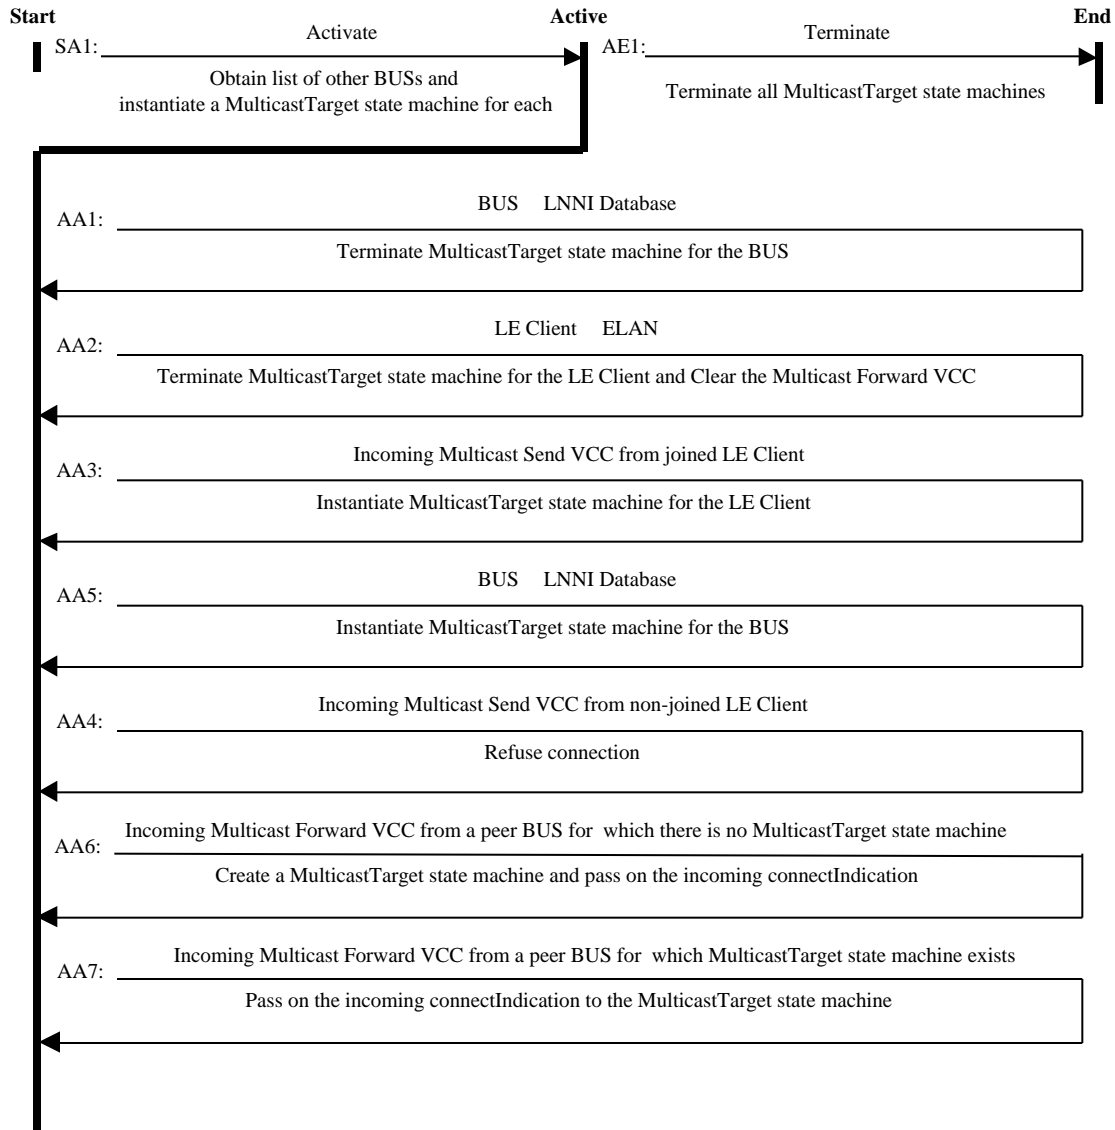 Start
Active
End
SA1:
Activate
Obtain list of other BUSs and
instantiate a MulticastTarget state machine for each
AE1:
Terminate
Terminate all MulticastTarget state machines
AA1:
BUS LNNI Database
Terminate MulticastTarget state machine for the BUS
AA2:
LE Client ELAN
Terminate MulticastTarget state machine for the LE Client and Clear the Multicast Forward VCC
AA3:
Incoming Multicast Send VCC from joined LE Client
Instantiate MulticastTarget state machine for the LE Client
AA5:
BUS LNNI Database
Instantiate MulticastTarget state machine for the BUS
AA4:
Incoming Multicast Send VCC from non-joined LE Client
Refuse connection
AA6:
Incoming Multicast Forward VCC from a peer BUS for which there is no MulticastTarget state machine
Create a MulticastTarget state machine and pass on the incoming connectIndication
AA7:
Incoming Multicast Forward VCC from a peer BUS for which MulticastTarget state machine exists
Pass on the incoming connectIndication to the MulticastTarget state machine